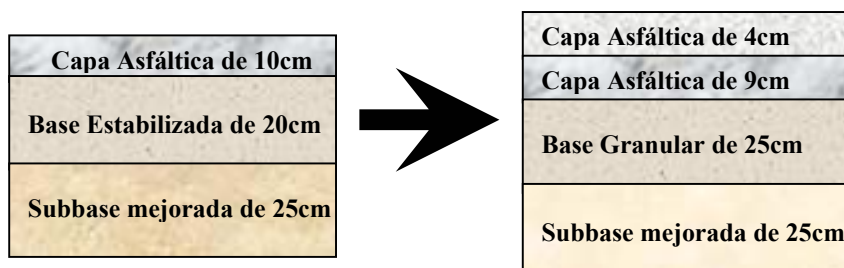 Capa Asfáltica de 10cm
Base Estabilizada de 20cm
Subbase mejorada de 25cm
Capa Asfáltica de 4cm
Capa Asfáltica de 9cm
Base Granular de 25cm
Subbase mejorada de 25cm